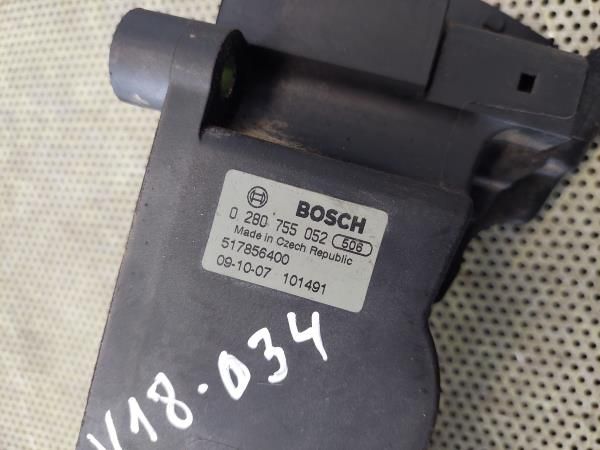 BOSCH
0 280 755 052 506
Made in Czech Republic
517856400
09-10-07 101491
V18-034